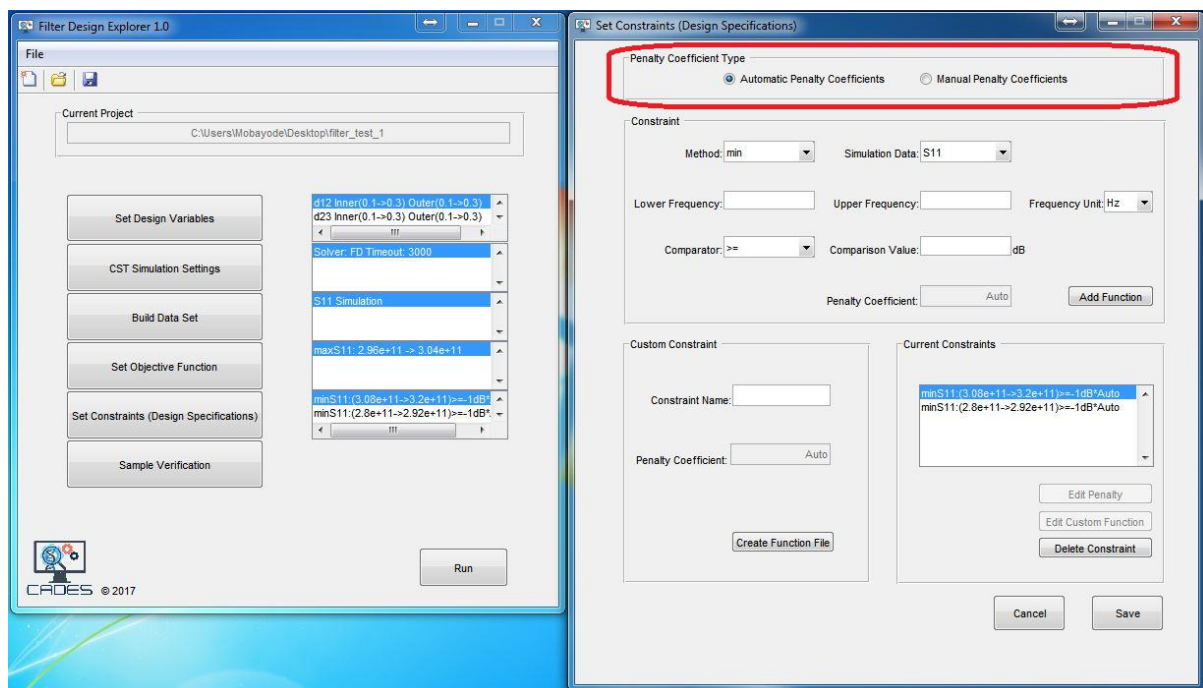 Filter Design Explorer 1.0
File
Current Project
C:\Users\Mobayode\Desktop\filter_test_1
Set Design Variables
d12 Inner(0.1->0.3) Outer(0.1->0.3)
d23 Inner(0.1->0.3) Outer(0.1->0.3)
CST Simulation Settings
Solver: FD Timeout: 3000
Build Data Set
S11 Simulation
Set Objective Function
maxS11: 2.96e+11 -> 3.04e+11
Set Constraints (Design Specifications)
minS11:(3.08e+11->3.2e+11)>=-1dB*
minS11:(2.8e+11->2.92e+11)>=-1dB*.
Sample Verification
Run
CADES © 2017
Set Constraints (Design Specifications)
Penalty Coefficient Type
Automatic Penalty Coefficients Manual Penalty Coefficients
Constraint
Method: min Simulation Data: S11
Lower Frequency: Upper Frequency: Frequency Unit: Hz
Comparator: >= Comparison Value: dB
Penalty Coefficient: Auto Add Function
Custom Constraint
Constraint Name:
Penalty Coefficient: Auto
Create Function File
Current Constraints
minS11:(3.08e+11->3.2e+11)>=-1dB*Auto
minS11:(2.8e+11->2.92e+11)>=-1dB*Auto
Edit Penalty
Edit Custom Function
Delete Constraint
Cancel Save